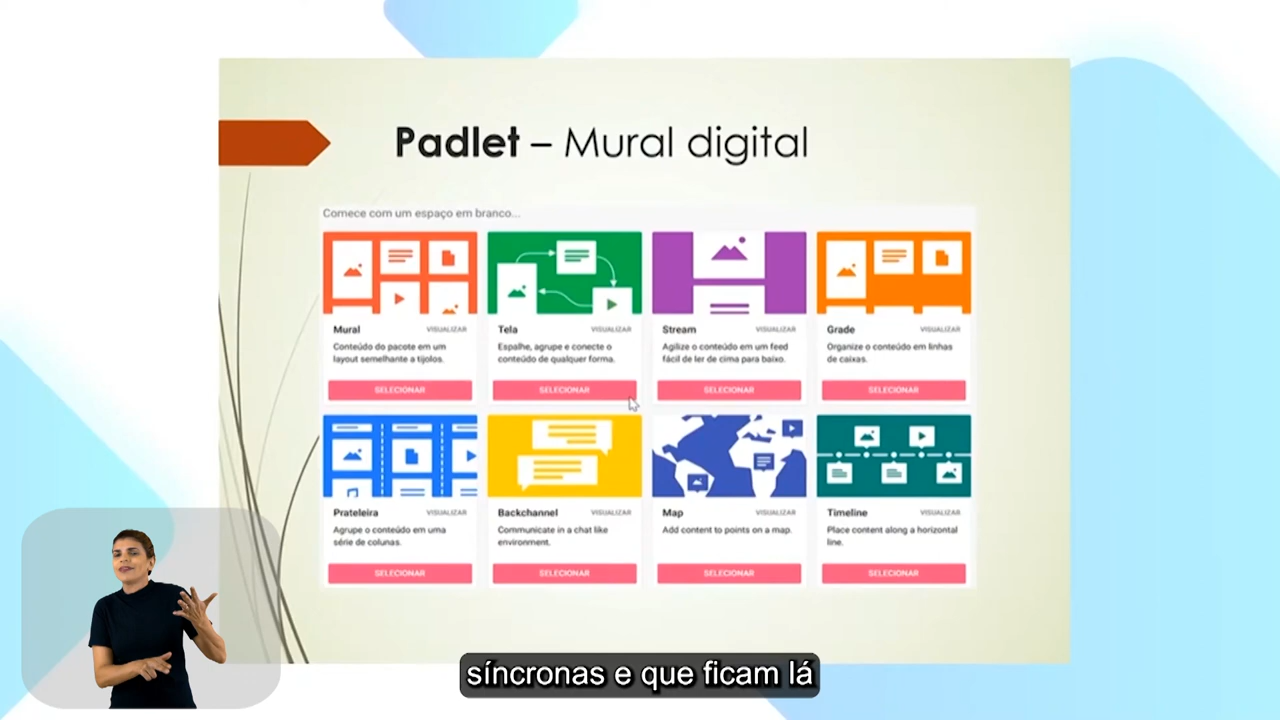 Padlet – Mural digital
Comece com um espaço em branco...
Mural VISUALIZAR
Conteúdo do pacote em um
layout semelhante a tijolos.
SELECIONAR
Tela VISUALIZAR
Espalhe, agrupe e conecte o
conteúdo de qualquer forma.
SELECIONAR
Stream VISUALIZAR
Agilize o conteúdo em um feed
fácil de ler de cima para baixo.
SELECIONAR
Grade VISUALIZAR
Organize o conteúdo em linhas
de caixas.
SELECIONAR
Prateleira VISUALIZAR
Agrupe o conteúdo em uma
série de colunas.
SELECIONAR
Backchannel VISUALIZAR
Communicate in a chat like
environment.
SELECIONAR
Map VISUALIZAR
Add content to points on a map.
SELECIONAR
Timeline VISUALIZAR
Place content along a horizontal
line.
SELECIONAR
síncronas e que ficam lá